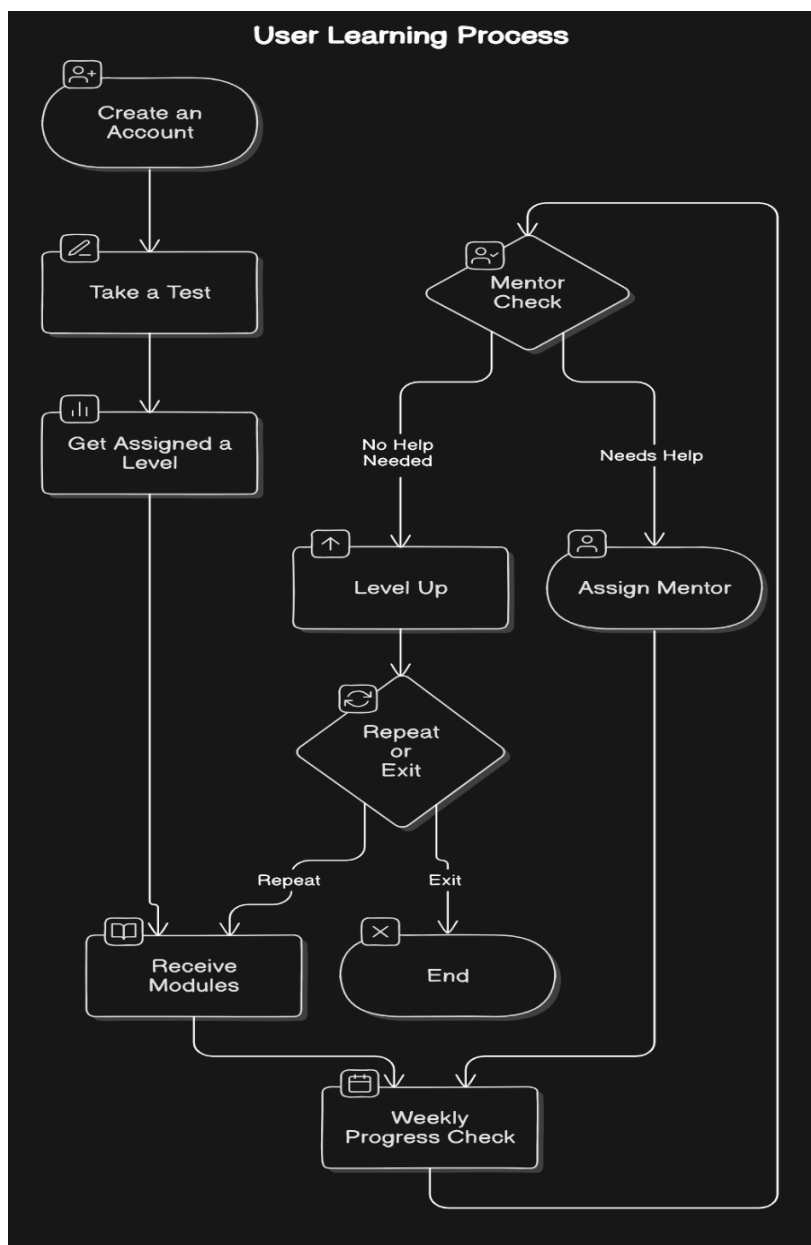 User Learning Process
Create an
Account
Take a Test
Mentor
Check
Get Assigned a
Level
No Help
Needed
Needs Help
Level Up
Assign Mentor
Repeat
or
Exit
Repeat
Exit
Receive
Modules
End
Weekly
Progress Check